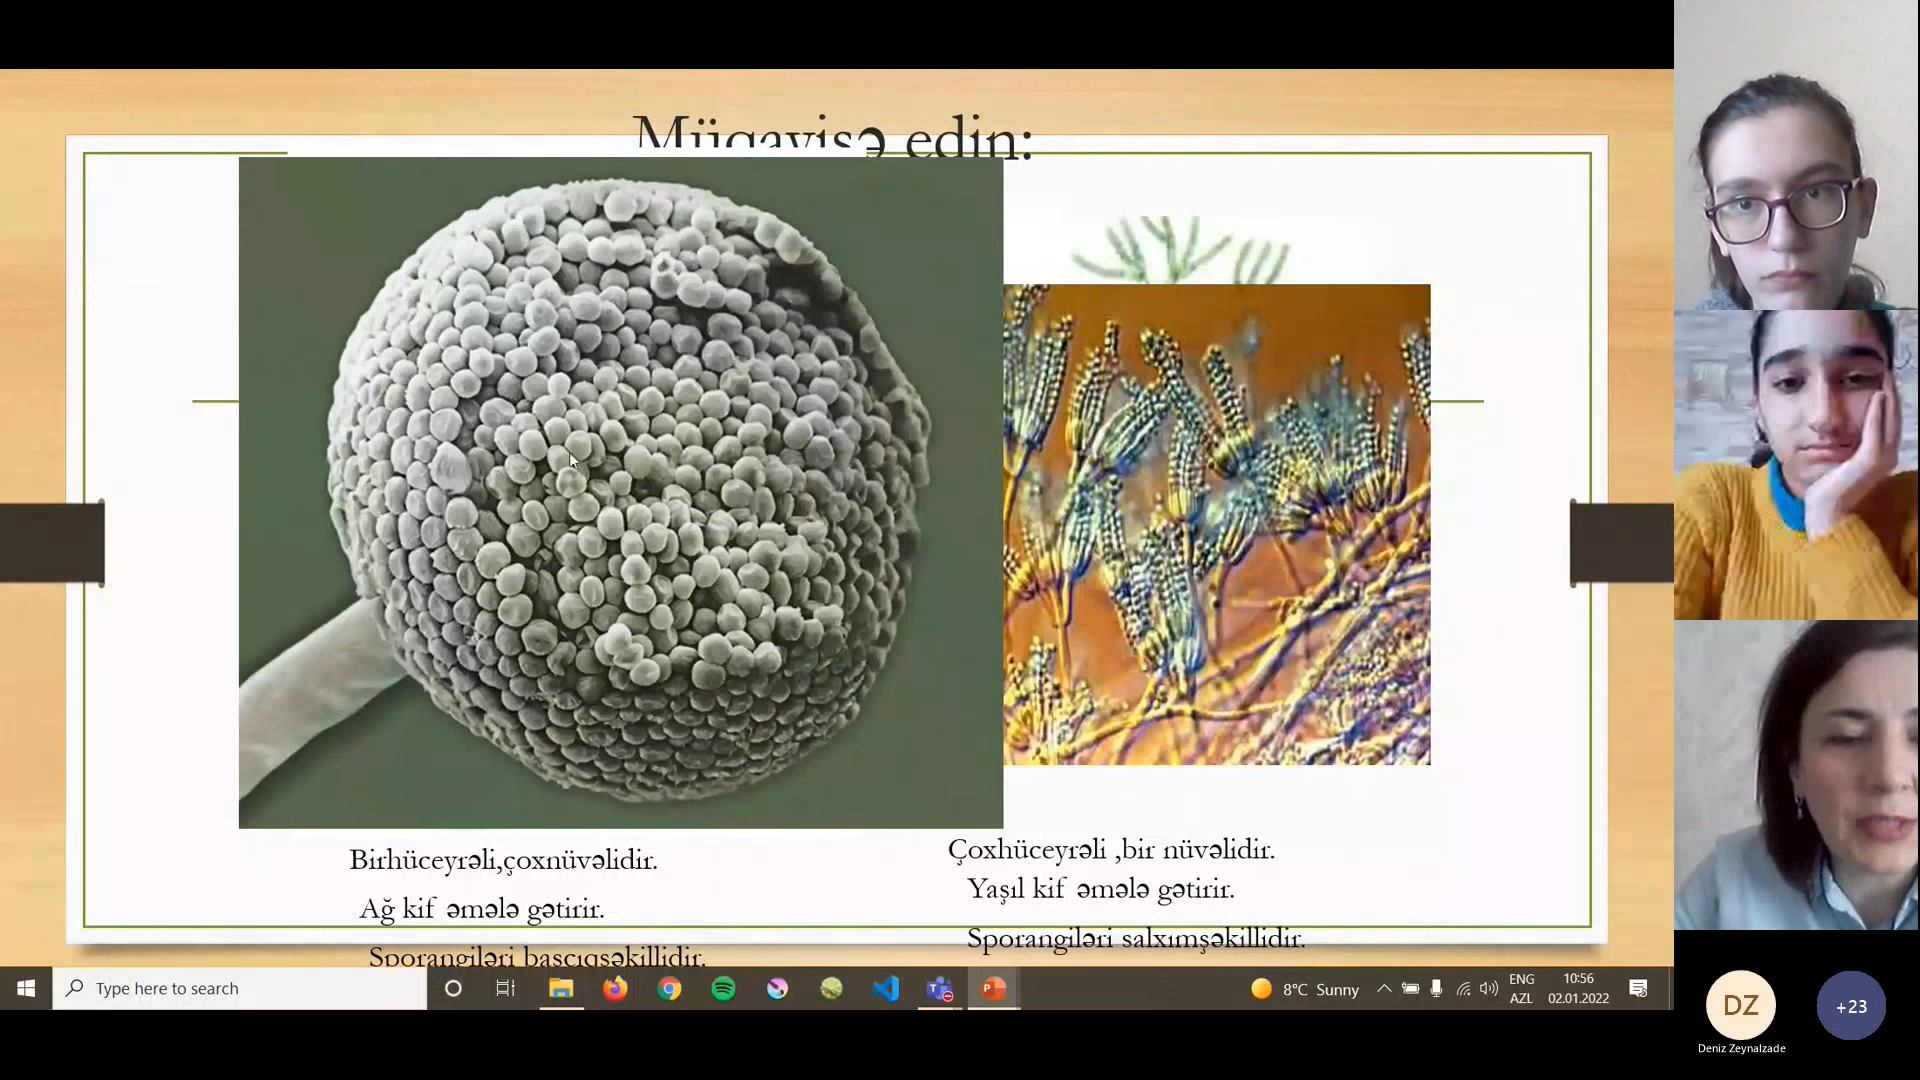 Müqayisə edin:
Birhüceyrəli,çoxnüvəlidir.
Ağ kif əmələ gətirir.
Sporangiləri başcıqşəkillidir.
Çoxhüceyrəli ,bir nüvəlidir.
Yaşıl kif əmələ gətirir.
Sporangiləri salxımşəkillidir.
Type here to search
8°C Sunny
ENG
AZL
10:56
02.01.2022
DZ
Deniz Zeynalzade
+23